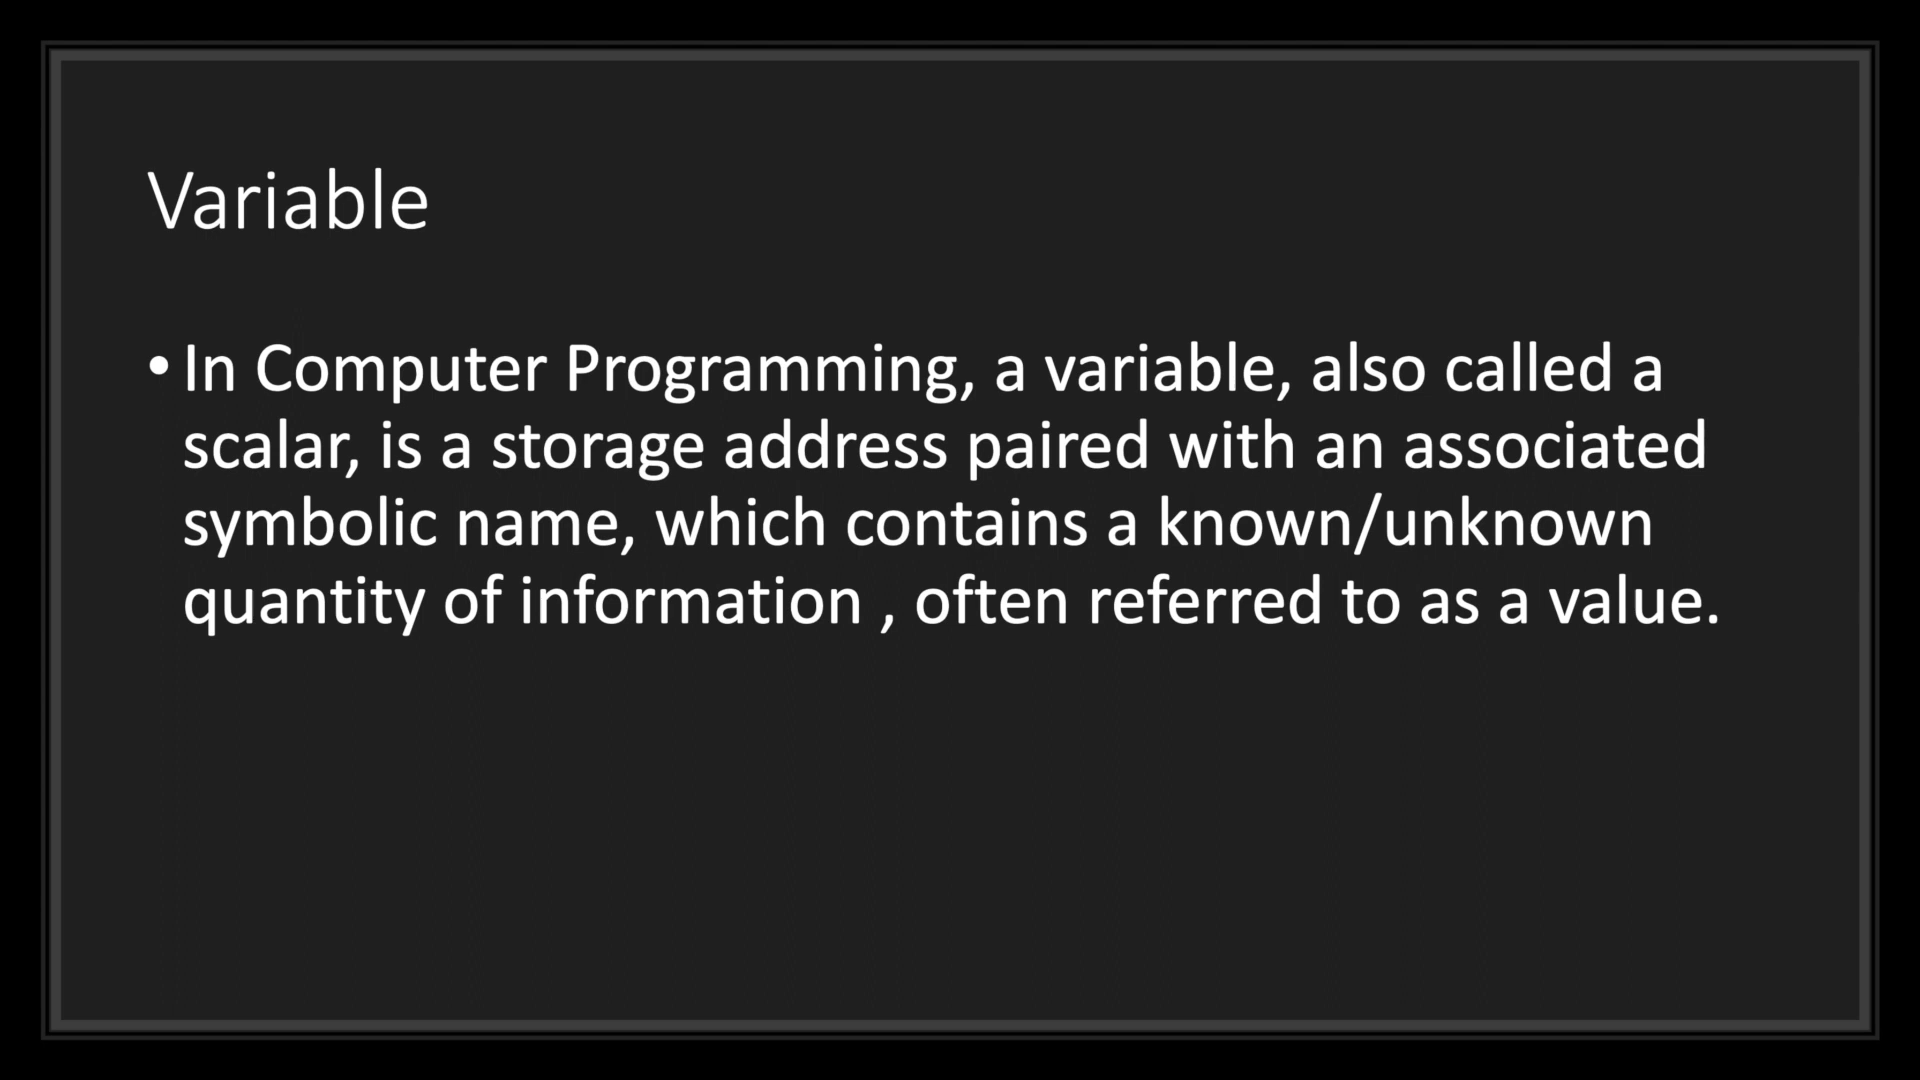 Variable
• In Computer Programming, a variable, also called a
scalar, is a storage address paired with an associated
symbolic name, which contains a known/unknown
quantity of information , often referred to as a value.